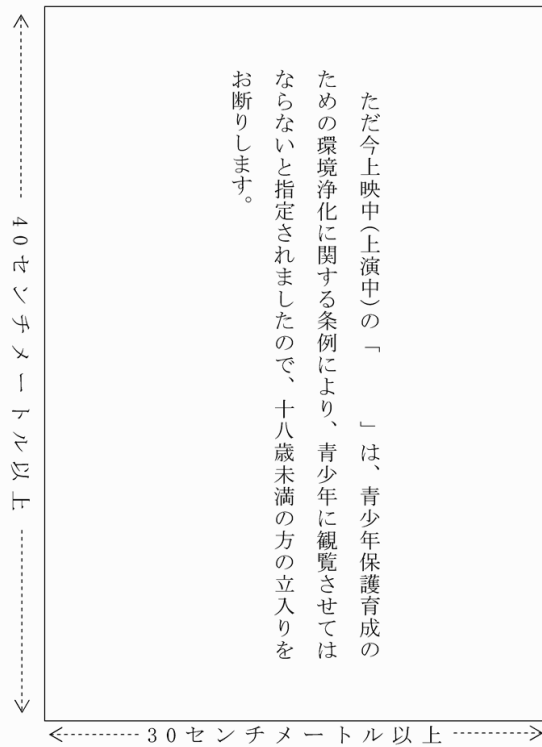 ただ今上映中(上演中)の「　　　」は、青少年保護育成の
ための環境浄化に関する条例により、青少年に観覧させては
ならないと指定されましたので、十八歳未満の方の立入りを
お断りします。
40センチメートル以上
30センチメートル以上